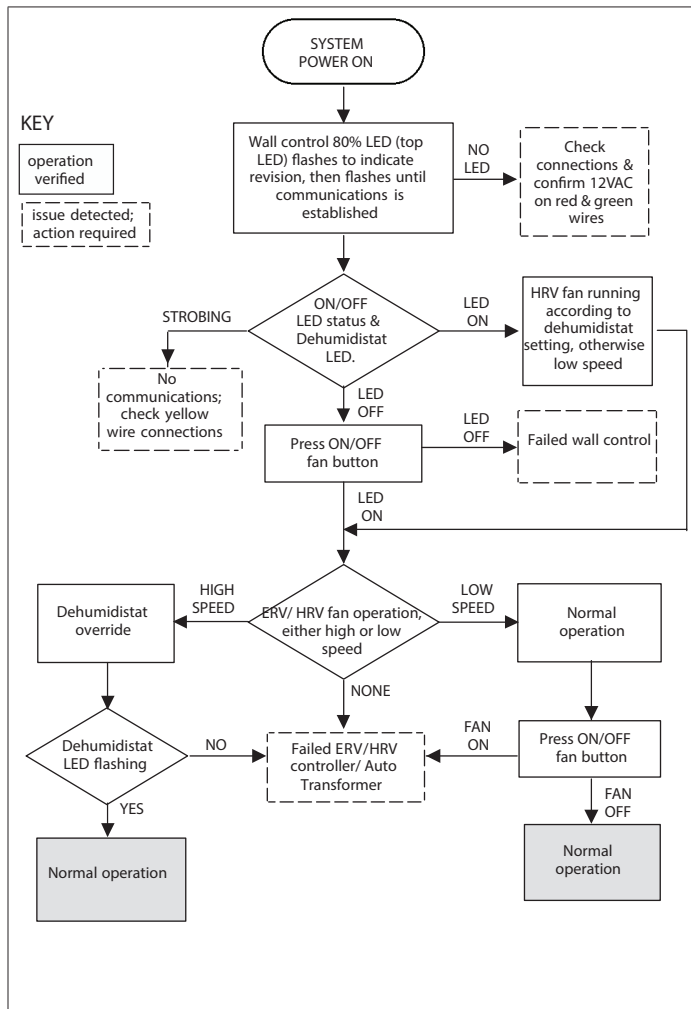 SYSTEM
POWER ON
KEY
operation
verified
issue detected;
action required
Wall control 80% LED (top
LED) flashes to indicate
revision, then flashes until
communications is
established
NO
LED
Check
connections &
confirm 12VAC
on red & green
wires
STROBING
ON/OFF
LED status &
Dehumidistat
LED.
LED
ON
HRV fan running
according to
dehumidistat
setting, otherwise
low speed
No
communications;
check yellow
wire connections
LED
OFF
Press ON/OFF
fan button
LED
OFF
Failed wall control
LED
ON
HIGH
SPEED
Dehumidistat
override
ERV/ HRV fan operation,
either high or low
speed
LOW
SPEED
Normal
operation
NONE
Dehumidistat
LED flashing
NO
Failed ERV/HRV
controller/ Auto
Transformer
FAN
ON
Press ON/OFF
fan button
YES
FAN
OFF
Normal operation
Normal
operation